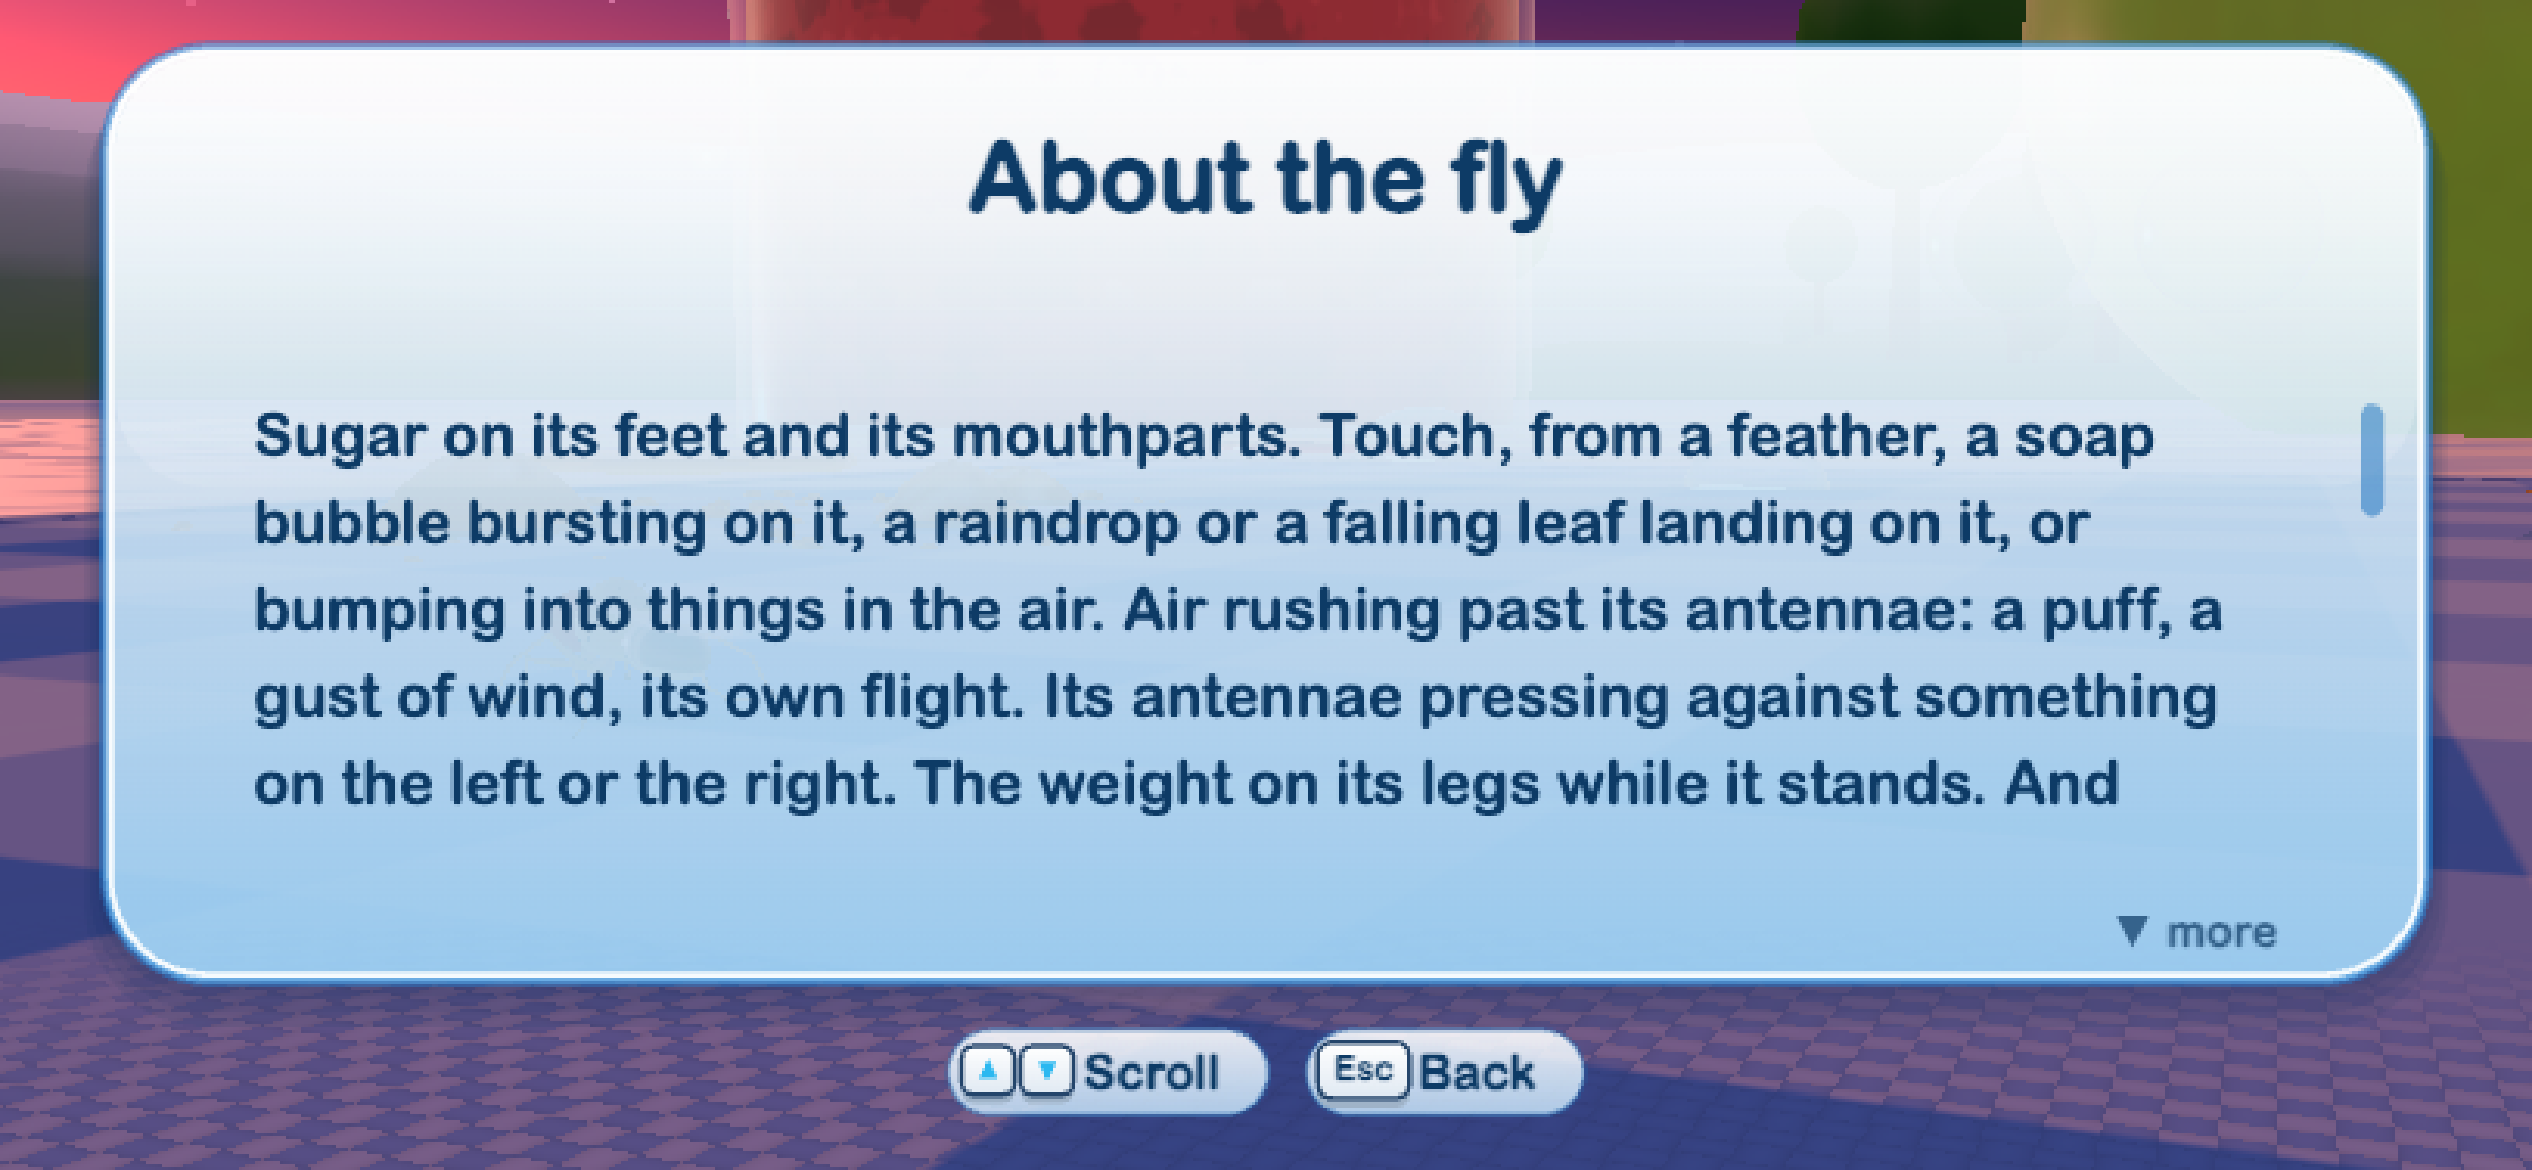 About the fly
Sugar on its feet and its mouthparts. Touch, from a feather, a soap
bubble bursting on it, a raindrop or a falling leaf landing on it, or
bumping into things in the air. Air rushing past its antennae: a puff, a
gust of wind, its own flight. Its antennae pressing against something
on the left or the right. The weight on its legs while it stands. And
▼ more
▲ ▼ Scroll
Esc Back